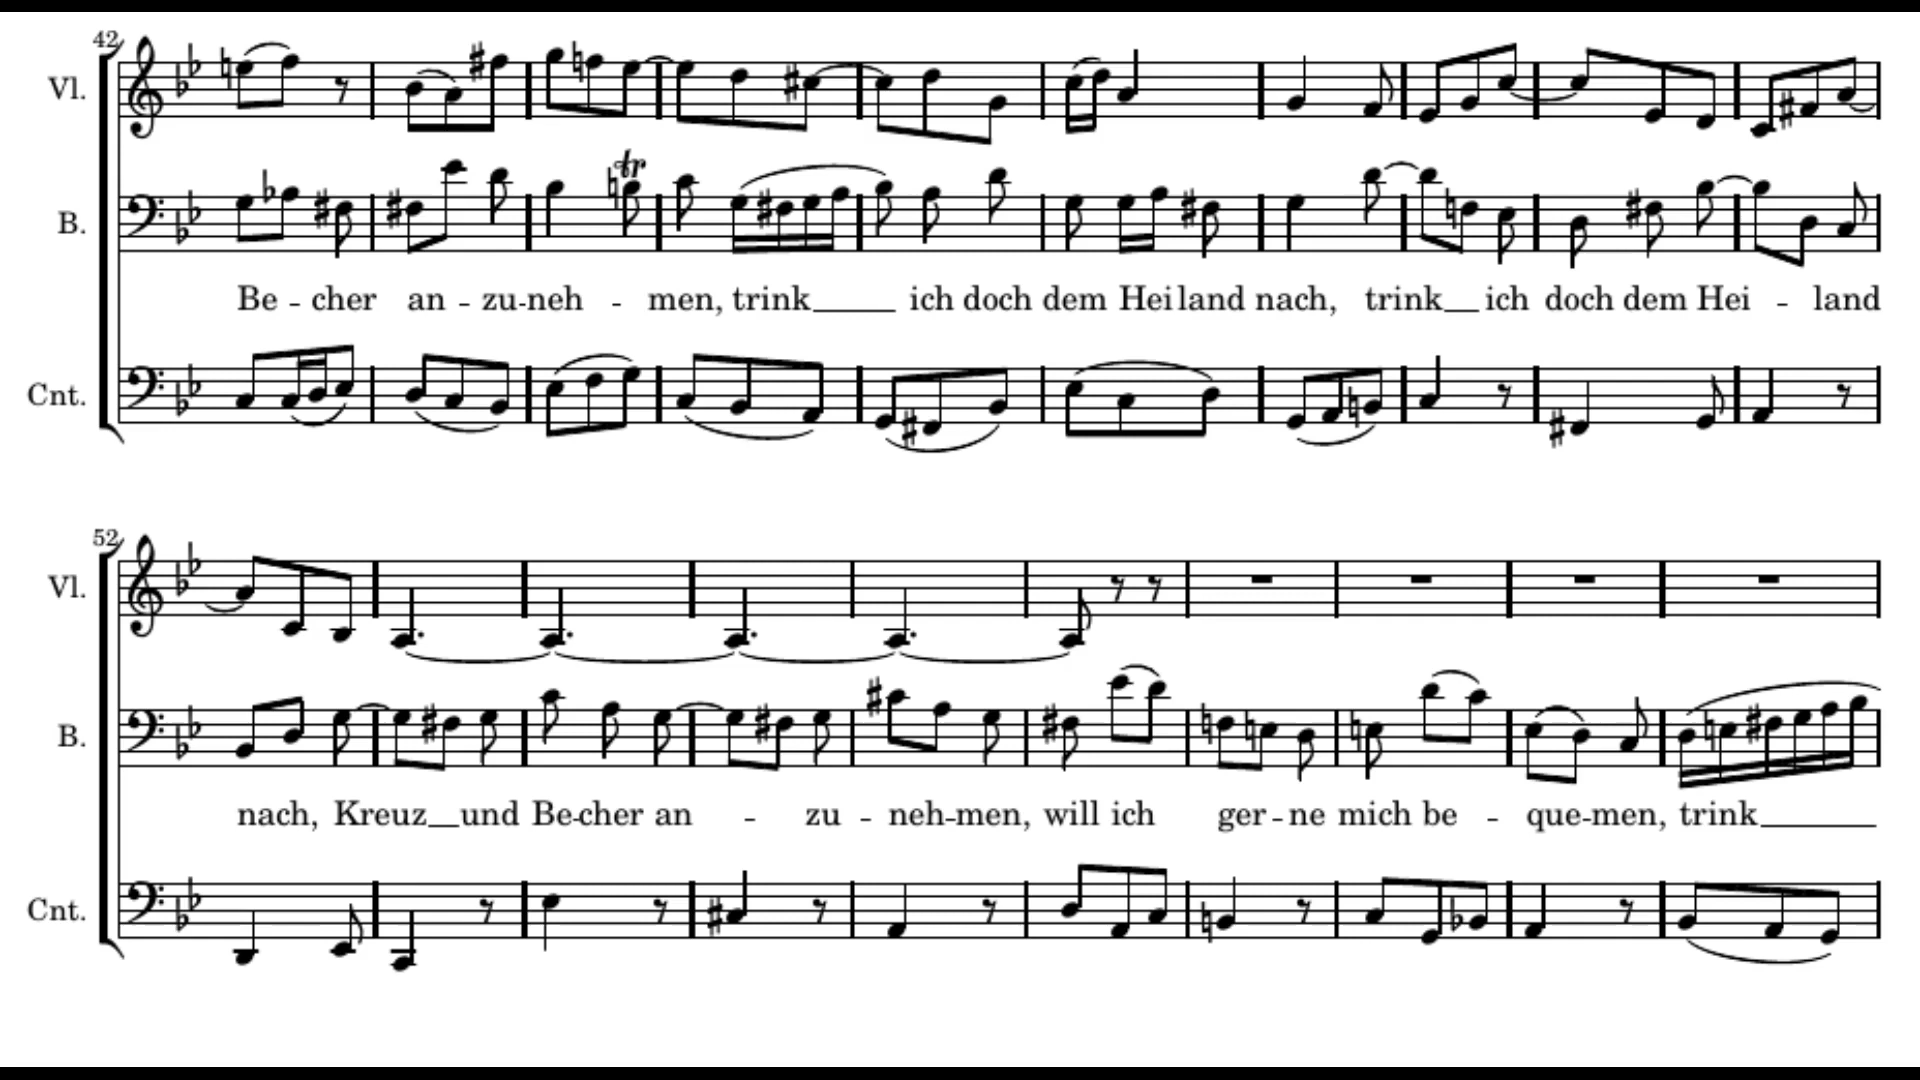 42
Vl.
tr
B.
Be - cher an - zu-neh - men, trink ich doch dem Heiland nach, trink ich doch dem Hei - land
Cnt.
52
Vl.
B.
nach, Kreuz und Be-cher an - zu - neh-men, will ich ger-ne mich be - que-men, trink
Cnt.